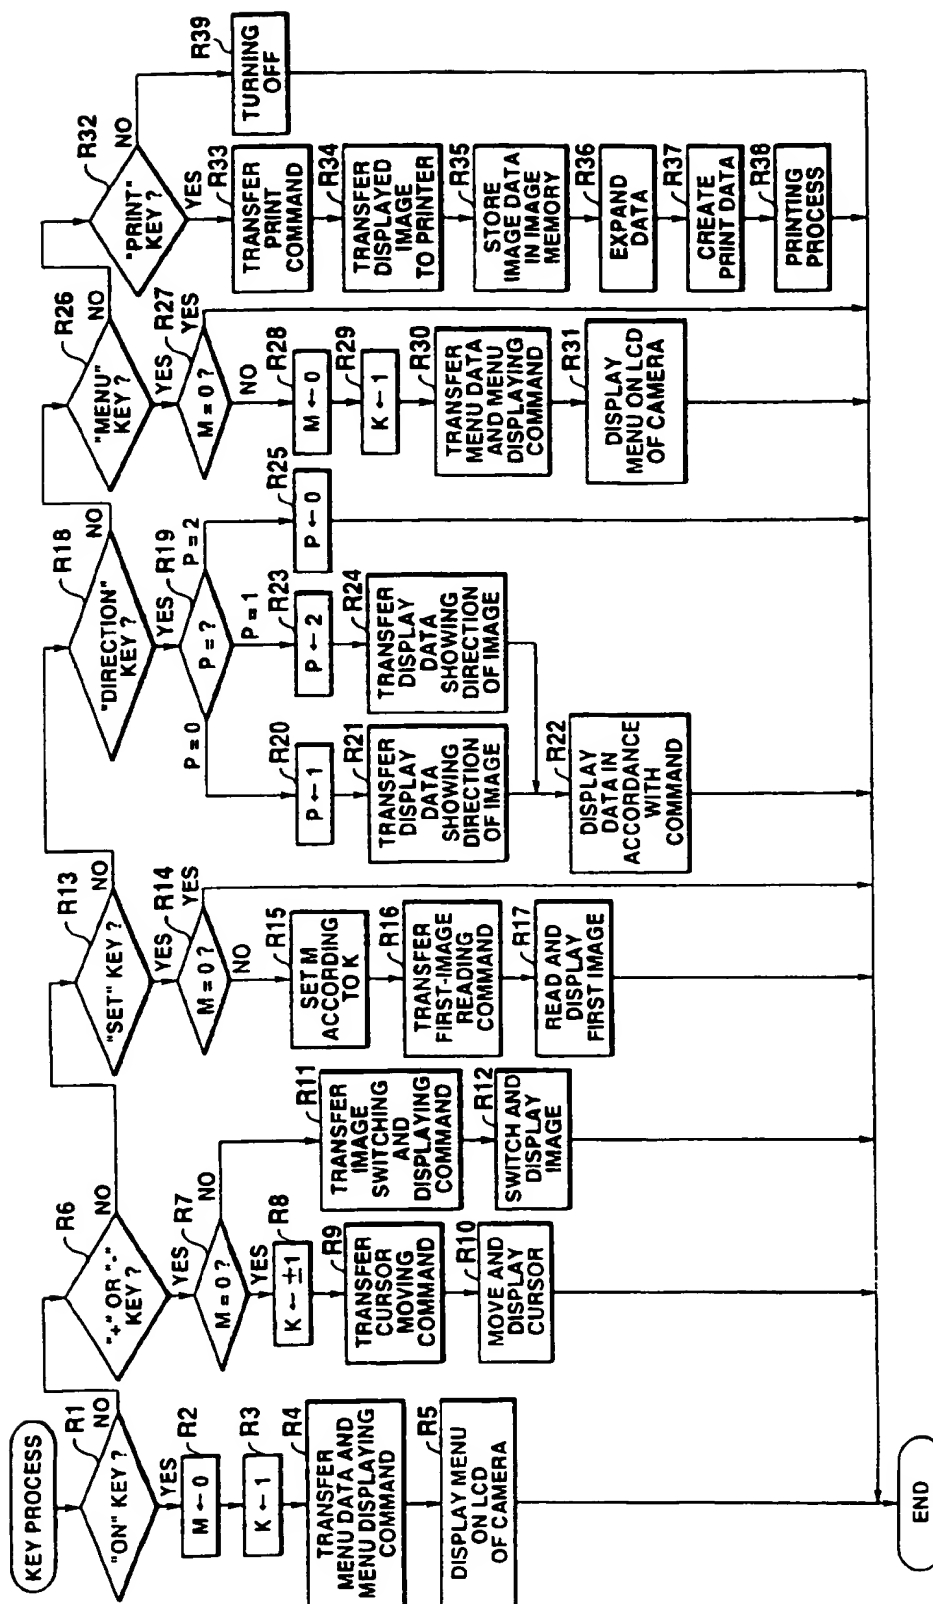 KEY PROCESS
R1
"ON" KEY ?
NO
YES
R2
M ← 0
R3
K ← 1
R4
TRANSFER
MENU DATA AND
MENU DISPLAYING
COMMAND
R5
DISPLAY MENU
ON LCD
OF CAMERA
END
R6
"+" OR "-"
KEY ?
NO
YES
R7
M = 0 ?
NO
YES
R8
K ← ±1
R9
TRANSFER
CURSOR
MOVING
COMMAND
R10
MOVE AND
DISPLAY
CURSOR
R11
TRANSFER
IMAGE
SWITCHING
AND
DISPLAYING
COMMAND
R12
SWITCH AND
DISPLAY
IMAGE
R13
"SET" KEY ?
NO
YES
R14
M = 0 ?
YES
NO
R15
SET M
ACCORDING
TO K
R16
TRANSFER
FIRST-IMAGE
READING
COMMAND
R17
READ AND
DISPLAY
FIRST IMAGE
R18
"DIRECTION"
KEY ?
NO
YES
R19
P = ?
P = 0
P = 1
P = 2
R20
P ← 1
R21
TRANSFER
DISPLAY
DATA
SHOWING
DIRECTION
OF IMAGE
R22
DISPLAY
DATA IN
ACCORDANCE
WITH
COMMAND
R23
P ← 2
R24
TRANSFER
DISPLAY
DATA
SHOWING
DIRECTION
OF IMAGE
R25
P ← 0
R26
"MENU"
KEY ?
NO
YES
R27
M = 0 ?
YES
NO
R28
M ← 0
R29
K ← 1
R30
TRANSFER
MENU DATA
AND MENU
DISPLAYING
COMMAND
R31
DISPLAY
MENU ON LCD
OF CAMERA
R32
"PRINT"
KEY ?
NO
YES
R33
TRANSFER
PRINT
COMMAND
R34
TRANSFER
DISPLAYED
IMAGE
TO PRINTER
R35
STORE
IMAGE DATA
IN IMAGE
MEMORY
R36
EXPAND
DATA
R37
CREATE
PRINT DATA
R38
PRINTING
PROCESS
R39
TURNING
OFF